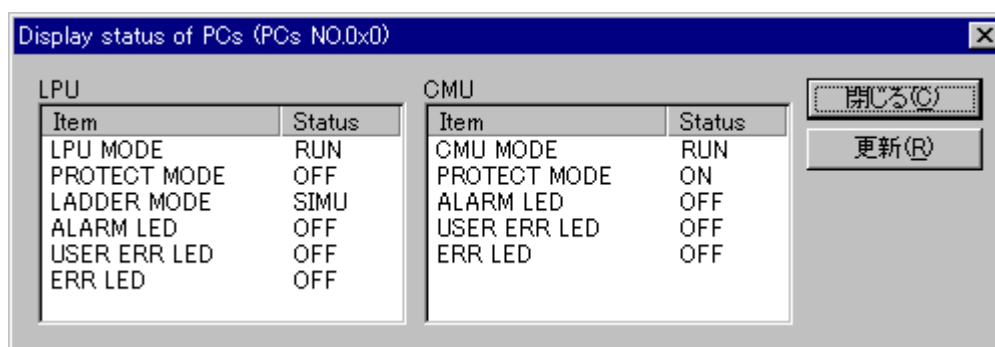 Display status of PCs (PCs NO.0x0)
LPU
Item Status
LPU MODE RUN
PROTECT MODE OFF
LADDER MODE SIMU
ALARM LED OFF
USER ERR LED OFF
ERR LED OFF
CMU
Item Status
CMU MODE RUN
PROTECT MODE ON
ALARM LED OFF
USER ERR LED OFF
ERR LED OFF
閉じる(C)
更新(R)